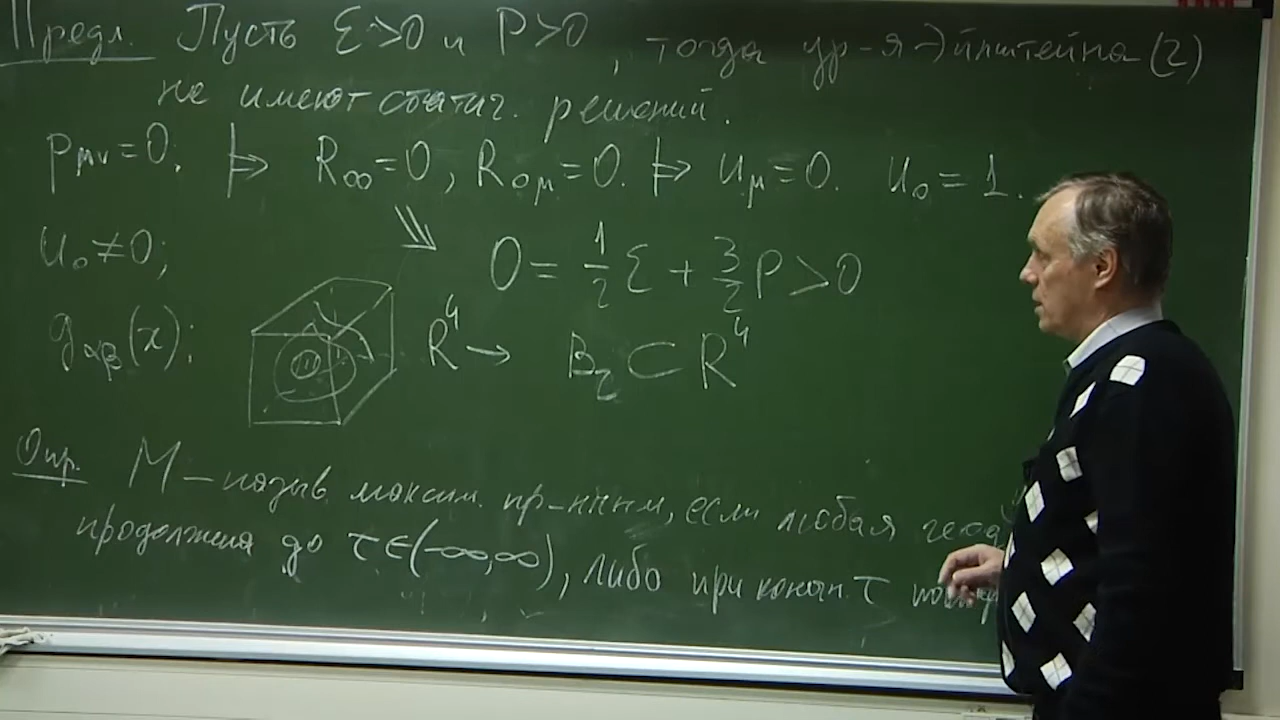 Предл. Пусть ℰ>0 и P>0, тогда ур-я Эйнштейна (2)
не имеют статич. решений.
p_{μν}=0; ⊨> R_{00}=0, R_{0μ}=0. ⊨> u_μ=0. u_0=1.
u_0≠0; ⇘ 0 = 1/2 ℰ + 3/2 P > 0
g_{αβ}(x); R^4 → B_r ⊂ R^4
Опр. M – назыв. максим. пр-нным, если любая геод
продолжена до τ∈(-∞,∞), либо при конечн. τ